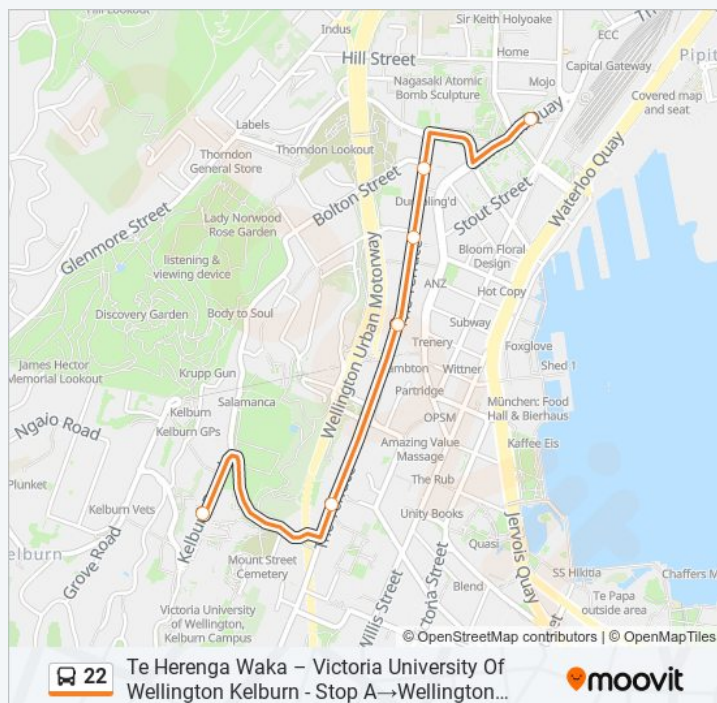 Sir Keith Holyoake
The
Indus
ECC
Hill Street
Home
Pipit
Capital Gateway
Nagasaki Atomic
Bomb Sculpture
Mojo
Covered map
and seat
Labels
Quay
Thorndon Lookout
Thorndon
General Store
Bolton Street
Dumpling'd
Stout Street
Waterloo Quay
Lady Norwood
Rose Garden
Glenmore Street
Bloom Floral
Design
listening &
viewing device
ANZ
Hot Copy
Discovery Garden
Body to Soul
Wellington Urban Motorway
Subway
Foxglove
James Hector
Memorial Lookout
Trenery
Shed 1
Krupp Gun
Wittner
Lambton
Partridge
Kelburn
Salamanca
München: Food
Hall & Bierhaus
Ngaio Road
Kelburn GPs
OPSM
Kaffee Eis
Amazing Value
Massage
Plunket
The Terrace
Kelburn Vets
The Rub
Unity Books
Jervois Quay
Kelburn
Grove Road
Mount Street
Cemetery
Quasi
Willis Street
Blend
SS Hikitia
Chaffers M
Victoria University
of Wellington,
Kelburn Campus
Te Papa
outside area
© OpenStreetMap contributors | © OpenMapTiles
22
Te Herenga Waka – Victoria University Of
Wellington Kelburn - Stop A→Wellington…
moovit